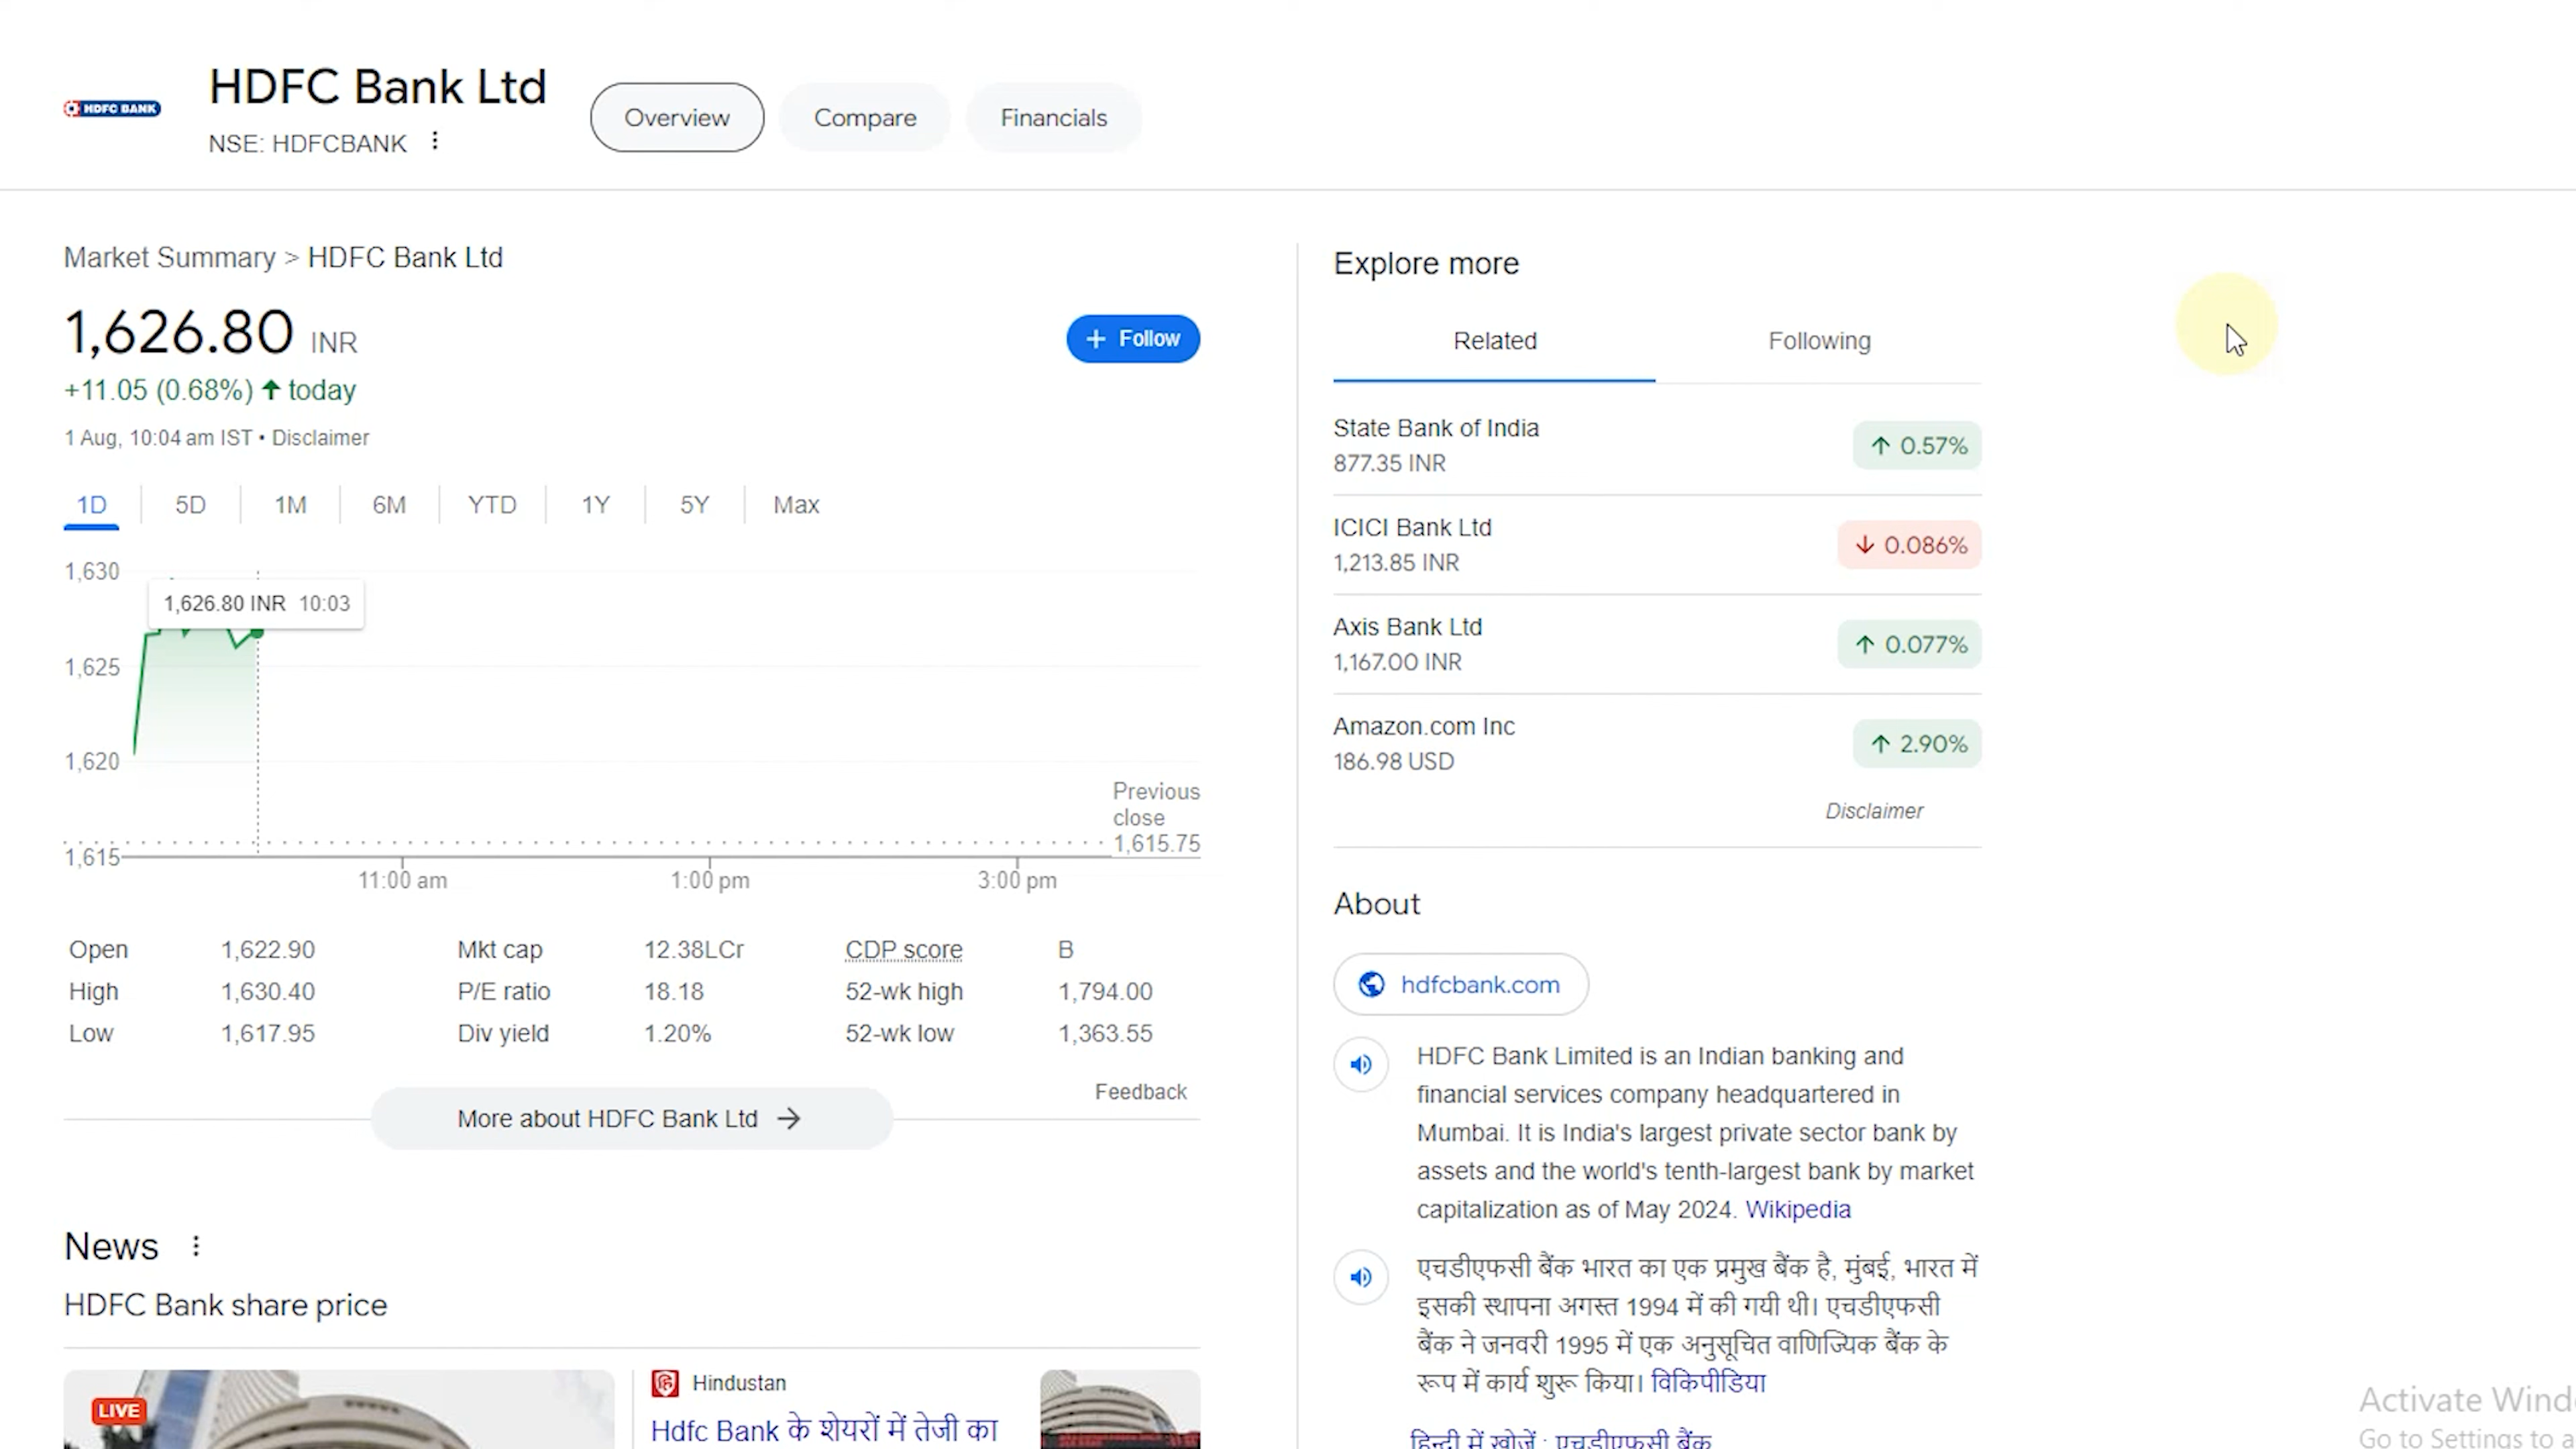 HDFC BANK
HDFC Bank Ltd
NSE: HDFCBANK
Overview
Compare
Financials
Market Summary > HDFC Bank Ltd
1,626.80 INR
+ Follow
+11.05 (0.68%) ↑ today
1 Aug, 10:04 am IST • Disclaimer
1D 5D 1M 6M YTD 1Y 5Y Max
1,630
1,626.80 INR 10:03
1,625
1,620
Previous
close
1,615.75
1,615
11:00 am 1:00 pm 3:00 pm
Open 1,622.90 Mkt cap 12.38LCr CDP score B
High 1,630.40 P/E ratio 18.18 52-wk high 1,794.00
Low 1,617.95 Div yield 1.20% 52-wk low 1,363.55
Feedback
More about HDFC Bank Ltd →
News
HDFC Bank share price
LIVE
Hindustan
Hdfc Bank के शेयरों में तेजी का
Explore more
Related Following
State Bank of India
877.35 INR
↑ 0.57%
ICICI Bank Ltd
1,213.85 INR
↓ 0.086%
Axis Bank Ltd
1,167.00 INR
↑ 0.077%
Amazon.com Inc
186.98 USD
↑ 2.90%
Disclaimer
About
hdfcbank.com
HDFC Bank Limited is an Indian banking and
financial services company headquartered in
Mumbai. It is India's largest private sector bank by
assets and the world's tenth-largest bank by market
capitalization as of May 2024. Wikipedia
एचडीएफसी बैंक भारत का एक प्रमुख बैंक है, मुंबई, भारत में
इसकी स्थापना अगस्त 1994 में की गयी थी। एचडीएफसी
बैंक ने जनवरी 1995 में एक अनुसूचित वाणिज्यिक बैंक के
रूप में कार्य शुरू किया। विकिपीडिया
हिन्दी में खोजें : एचडीएफसी बैंक
Activate Wind
Go to Settings to a